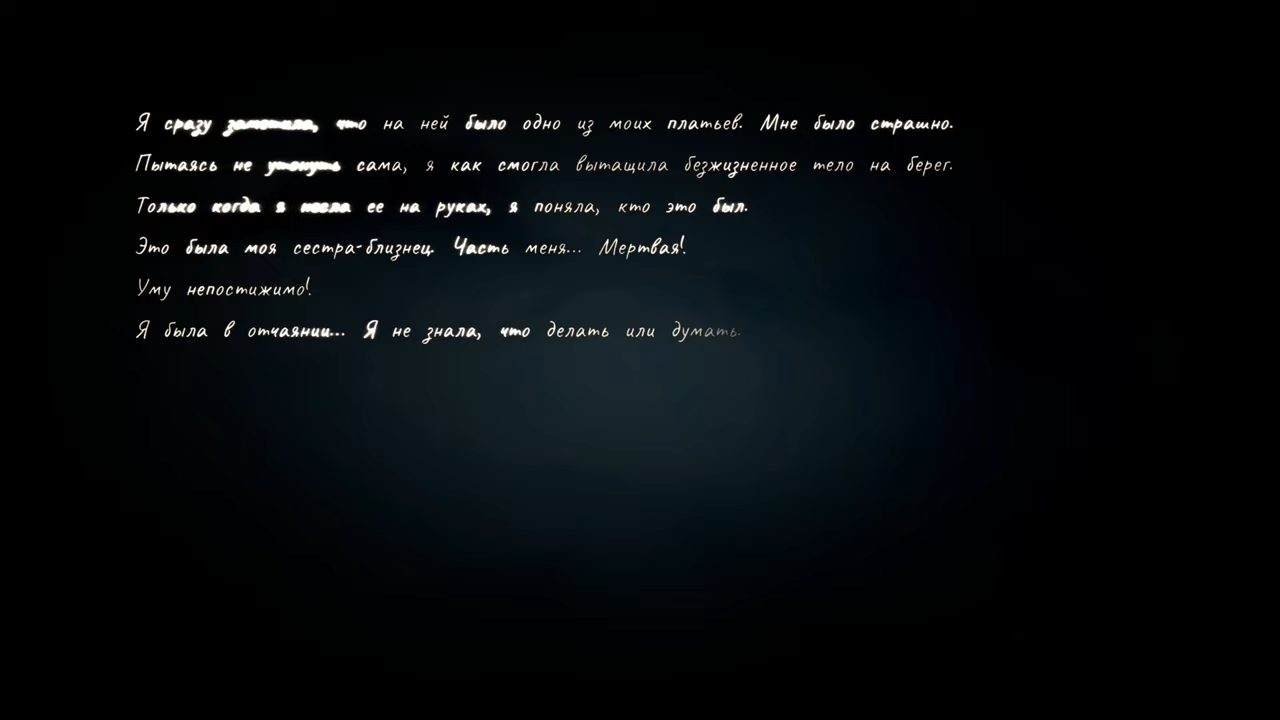 Я сразу заметила, что на ней было одно из моих платьев. Мне было страшно.
Пытаясь не утонуть сама, я как смогла вытащила безжизненное тело на берег.
Только когда я несла ее на руках, я поняла, кто это был.
Это была моя сестра-близнец. Часть меня... Мертвая!
Уму непостижимо!
Я была в отчаянии... Я не знала, что делать или думать.